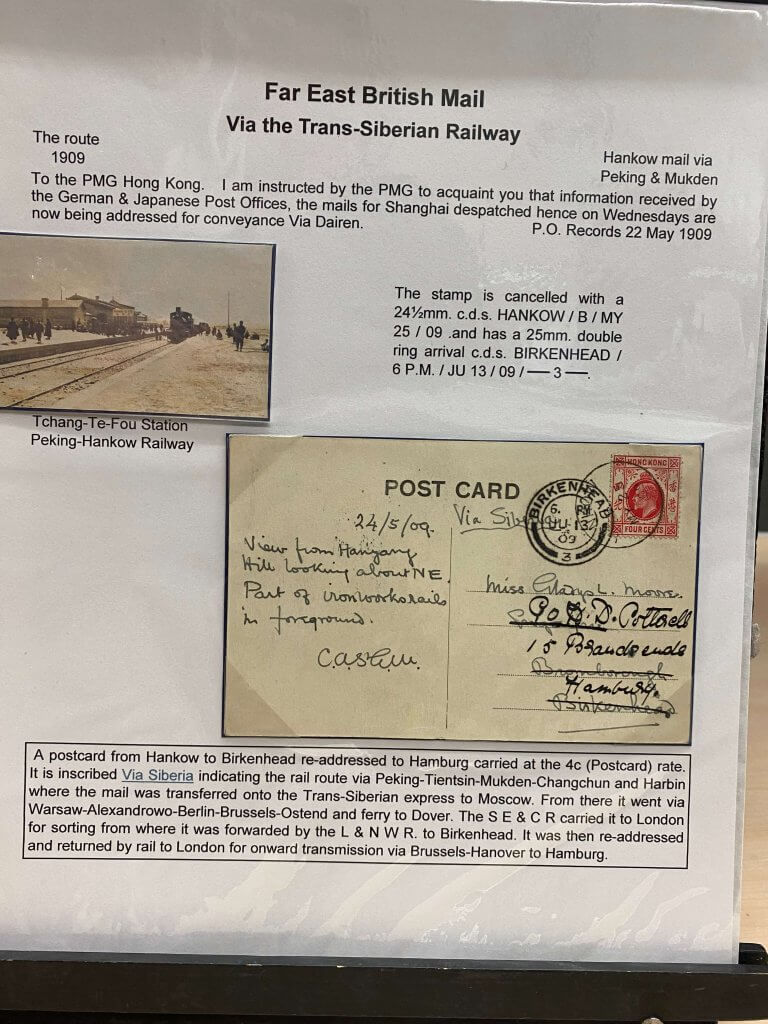 Far East British Mail
Via the Trans-Siberian Railway
The route
1909
Hankow mail via
Peking & Mukden
To the PMG Hong Kong. I am instructed by the PMG to acquaint you that information received by
the German & Japanese Post Offices, the mails for Shanghai despatched hence on Wednesdays are
now being addressed for conveyance Via Dairen. P.O. Records 22 May 1909
The stamp is cancelled with a
24½mm. c.d.s. HANKOW / B / MY
25 / 09 .and has a 25mm. double
ring arrival c.d.s. BIRKENHEAD /
6 P.M. / JU 13 / 09 / — 3 —.
Tchang-Te-Fou Station
Peking-Hankow Railway
POST CARD
HONG KONG
FOUR CENTS
BIRKENHEAD
6. PM
JU 13
09
3
Via
24/5/09.
View from Hanyang
Hill looking about NE.
Part of ironworks rails
in foreground.
Miss L. Moore.
15
Bromborough
Hamburg.
Birkenhead
A postcard from Hankow to Birkenhead re-addressed to Hamburg carried at the 4c (Postcard) rate.
It is inscribed Via Siberia indicating the rail route via Peking-Tientsin-Mukden-Changchun and Harbin
where the mail was transferred onto the Trans-Siberian express to Moscow. From there it went via
Warsaw-Alexandrowo-Berlin-Brussels-Ostend and ferry to Dover. The S E & C R carried it to London
for sorting from where it was forwarded by the L & N W R. to Birkenhead. It was then re-addressed
and returned by rail to London for onward transmission via Brussels-Hanover to Hamburg.